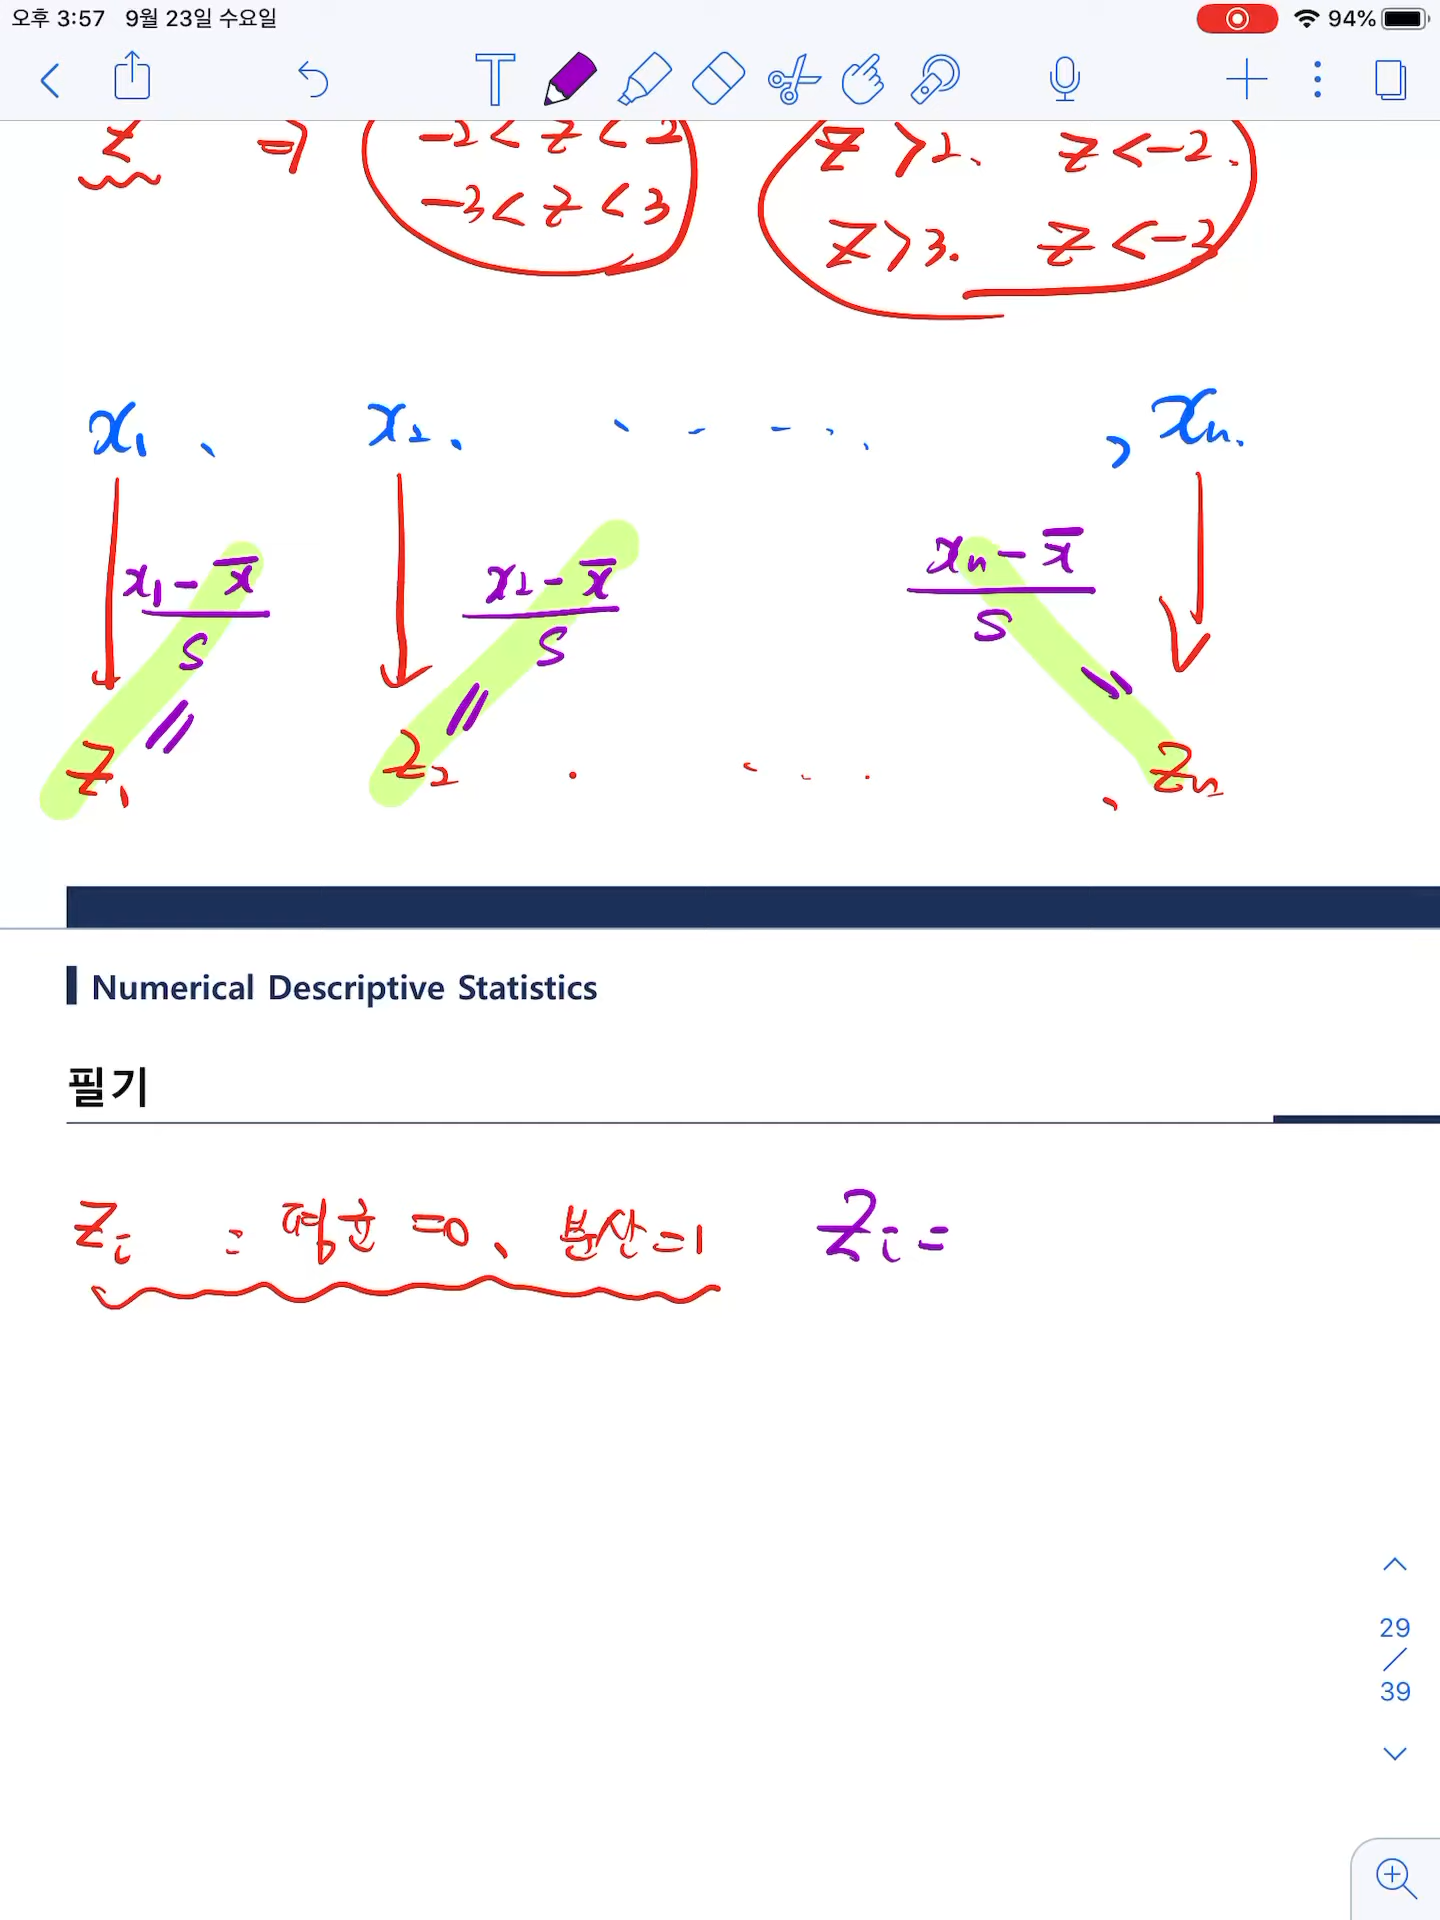 오후 3:57 9월 23일 수요일 94%
T
z ⇒ -2 < z < 2 z > 2. z < -2.
-3 < z < 3 z > 3. z < -3
x₁, x₂, ....., xₙ.
(x₁ - x̄)/s (x₂ - x̄)/s (xₙ - x̄)/s
= = =
z₁, z₂ . ... , zₙ
Numerical Descriptive Statistics
필기
zᵢ : 평균 =0, 분산 =1 zᵢ =
29
/
39